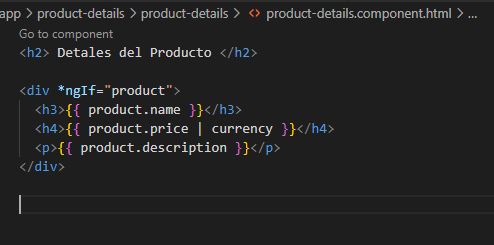 app > product-details > product-details > <> product-details.component.html > ...
Go to component
<h2> Detales del Producto </h2>
<div *ngIf="product">
<h3>{{ product.name }}</h3>
<h4>{{ product.price | currency }}</h4>
<p>{{ product.description }}</p>
</div>